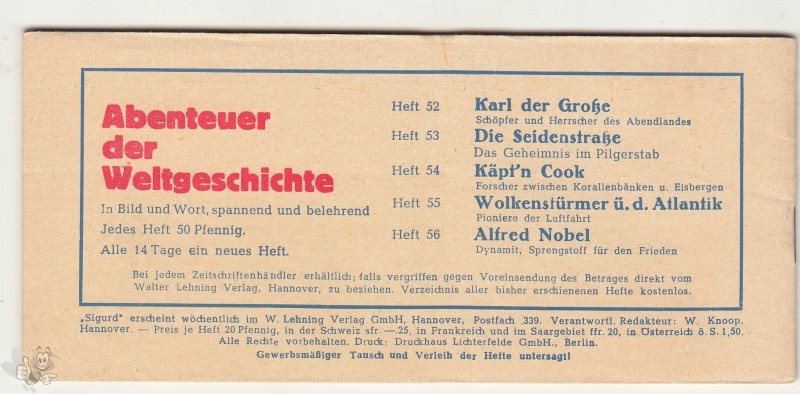 Abenteuer
der
Weltgeschichte
In Bild und Wort, spannend und belehrend
Jedes Heft 50 Pfennig.
Alle 14 Tage ein neues Heft.
Heft 52 Karl der Große
Schöpfer und Herrscher des Abendlandes
Heft 53 Die Seidenstraße
Das Geheimnis im Pilgerstab
Heft 54 Käpt'n Cook
Forscher zwischen Korallenbänken u. Eisbergen
Heft 55 Wolkenstürmer ü. d. Atlantik
Pioniere der Luftfahrt
Heft 56 Alfred Nobel
Dynamit, Sprengstoff für den Frieden
Bei jedem Zeitschriftenhändler erhältlich; falls vergriffen gegen Voreinsendung des Betrages direkt vom
Walter Lehning Verlag, Hannover, zu beziehen. Verzeichnis aller bisher erschienenen Hefte kostenlos.
„Sigurd" erscheint wöchentlich im W. Lehning Verlag GmbH, Hannover, Postfach 339. Verantwortl. Redakteur: W. Knoop,
Hannover. — Preis je Heft 20 Pfennig, in der Schweiz sfr. —.25, in Frankreich und im Saargebiet ffr. 20, in Österreich ö. S. 1,50.
Alle Rechte vorbehalten. Druck: Druckhaus Lichterfelde GmbH., Berlin.
Gewerbsmäßiger Tausch und Verleih der Hefte untersagt!